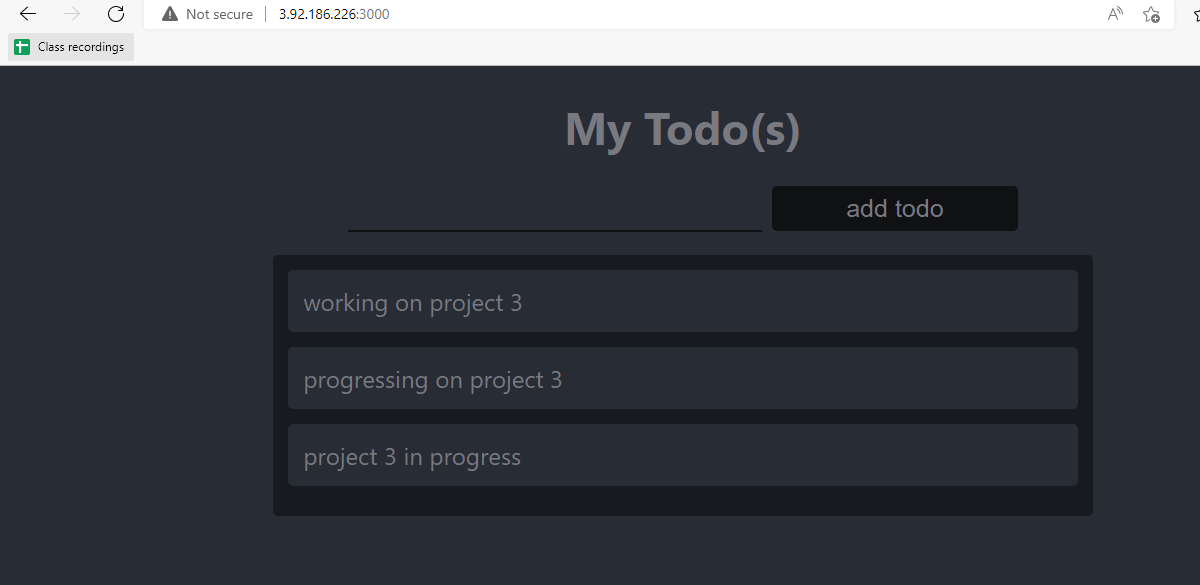 Not secure
3.92.186.226:3000
Class recordings
My Todo(s)
add todo
working on project 3
progressing on project 3
project 3 in progress